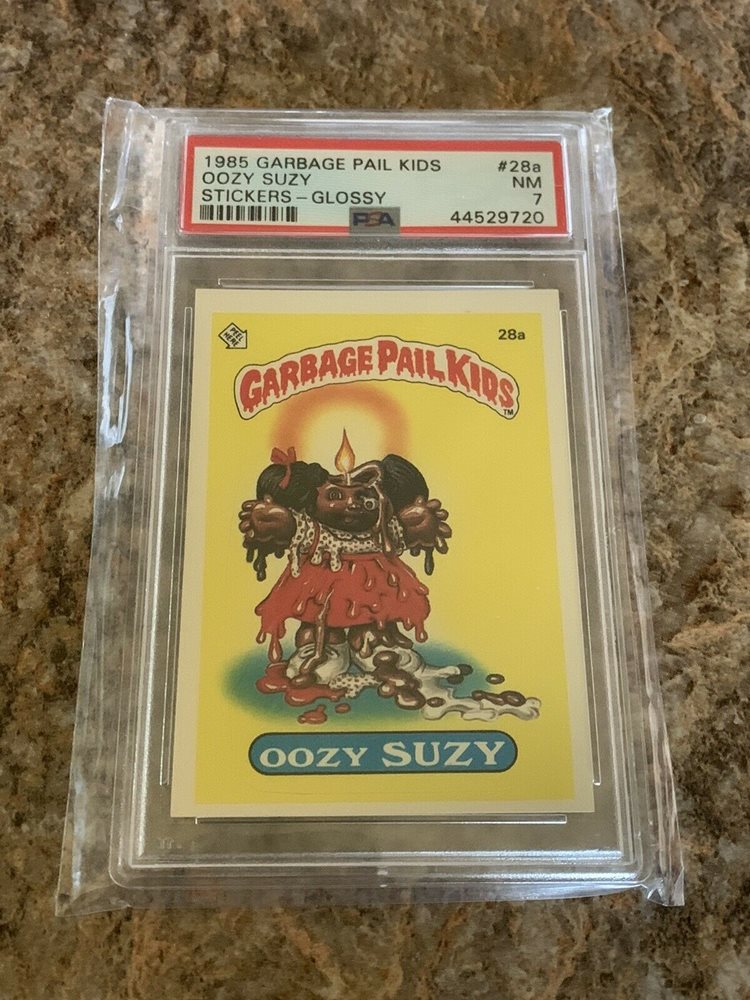 1985 GARBAGE PAIL KIDS #28a
OOZY SUZY NM
STICKERS – GLOSSY 7
PSA 44529720
PEEL HERE
28a
GARBAGE PAIL KIDS
TM
OOZY SUZY